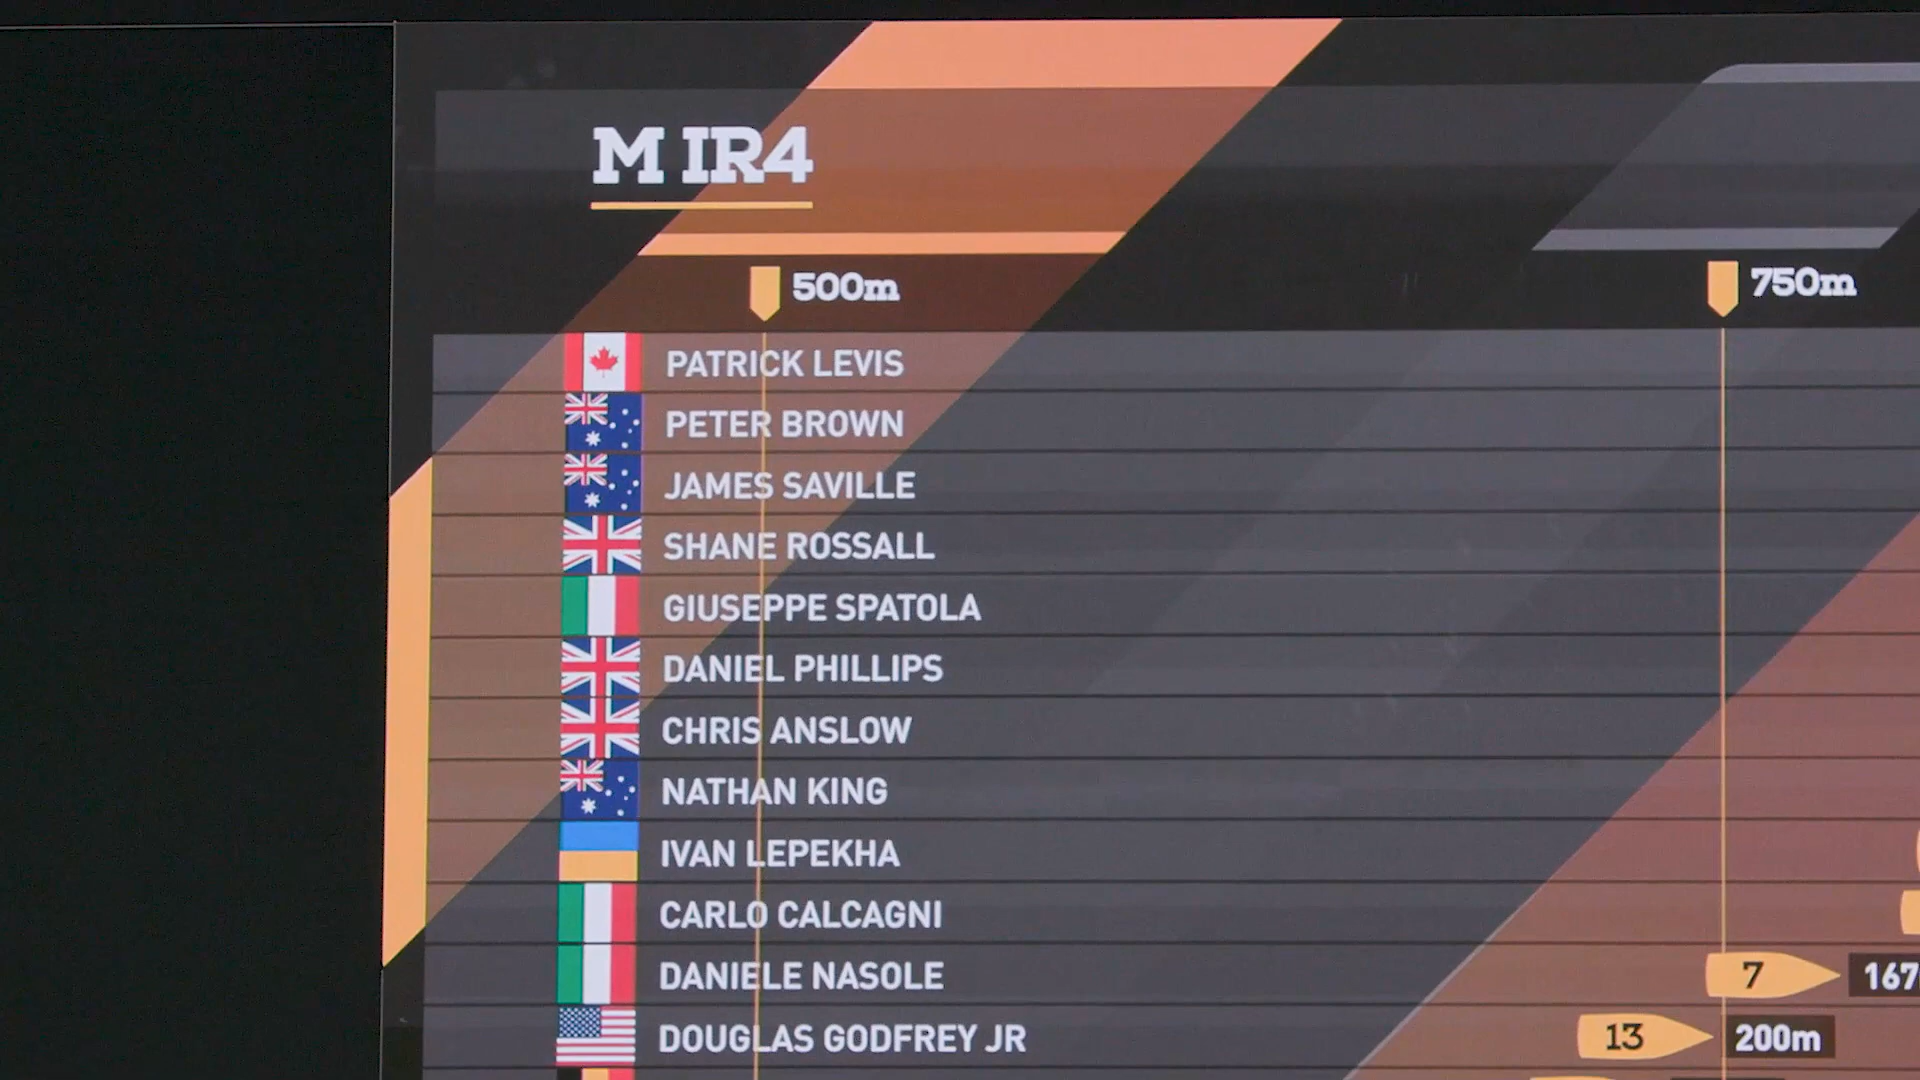 M IR4
500m 750m
PATRICK LEVIS
PETER BROWN
JAMES SAVILLE
SHANE ROSSALL
GIUSEPPE SPATOLA
DANIEL PHILLIPS
CHRIS ANSLOW
NATHAN KING
IVAN LEPEKHA
CARLO CALCAGNI
DANIELE NASOLE 7 167
DOUGLAS GODFREY JR 13 200m